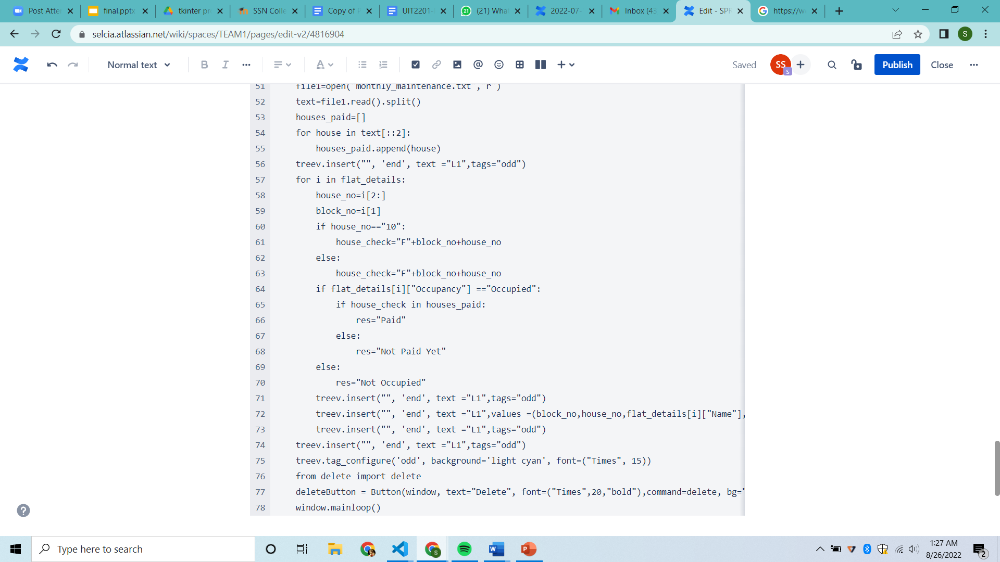 Post Atte
final.pptx
tkinter pr
SSN Colle
Copy of P
UIT2201-
(21) What
2022-07-
Inbox (43
Edit - SPR
https://w
selcia.atlassian.net/wiki/spaces/TEAM1/pages/edit-v2/4816904
S
Normal text
B I
A
Saved
SS
S
Publish
Close
51 file1=open("monthly_maintenance.txt","r")
52 text=file1.read().split()
53 houses_paid=[]
54 for house in text[::2]:
55 houses_paid.append(house)
56 treev.insert("", 'end', text ="L1",tags="odd")
57 for i in flat_details:
58 house_no=i[2:]
59 block_no=i[1]
60 if house_no=="10":
61 house_check="F"+block_no+house_no
62 else:
63 house_check="F"+block_no+house_no
64 if flat_details[i]["Occupancy"] =="Occupied":
65 if house_check in houses_paid:
66 res="Paid"
67 else:
68 res="Not Paid Yet"
69 else:
70 res="Not Occupied"
71 treev.insert("", 'end', text ="L1",tags="odd")
72 treev.insert("", 'end', text ="L1",values =(block_no,house_no,flat_details[i]["Name"],
73 treev.insert("", 'end', text ="L1",tags="odd")
74 treev.insert("", 'end', text ="L1",tags="odd")
75 treev.tag_configure('odd', background='light cyan', font=("Times", 15))
76 from delete import delete
77 deleteButton = Button(window, text="Delete", font=("Times",20,"bold"),command=delete, bg="
78 window.mainloop()
Type here to search
1:27 AM
8/26/2022
2